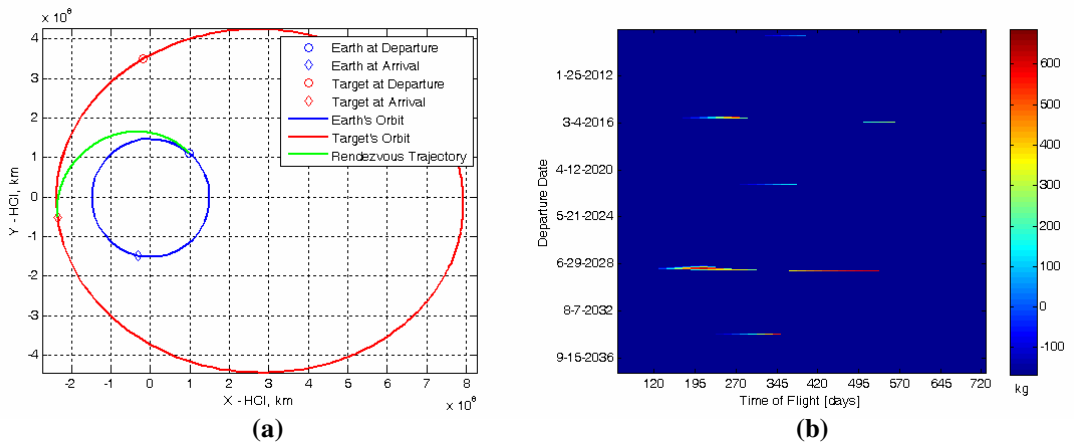 x 10⁸
4
3
2
1
0
-1
-2
-3
-4
Y - HCI, km
-2 -1 0 1 2 3 4 5 6 7 8
X - HCI, km
x 10⁸
Earth at Departure
Earth at Arrival
Target at Departure
Target at Arrival
Earth's Orbit
Target's Orbit
Rendezvous Trajectory
(a)
Departure Date
1-25-2012
3-4-2016
4-12-2020
5-21-2024
6-29-2028
8-7-2032
9-15-2036
120 195 270 345 420 495 570 645 720
Time of Flight [days]
600
500
400
300
200
100
0
-100
kg
(b)